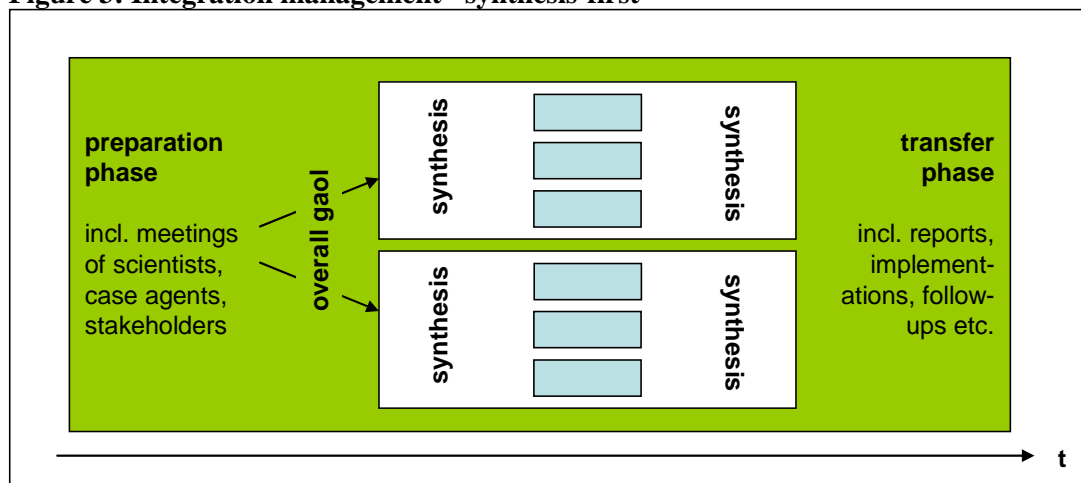 Figure 3: Integration management "synthesis-first"
preparation
phase
incl. meetings
of scientists,
case agents,
stakeholders
overall gaol
synthesis
synthesis
synthesis
synthesis
transfer
phase
incl. reports,
implement-
ations, follow-
ups etc.
t